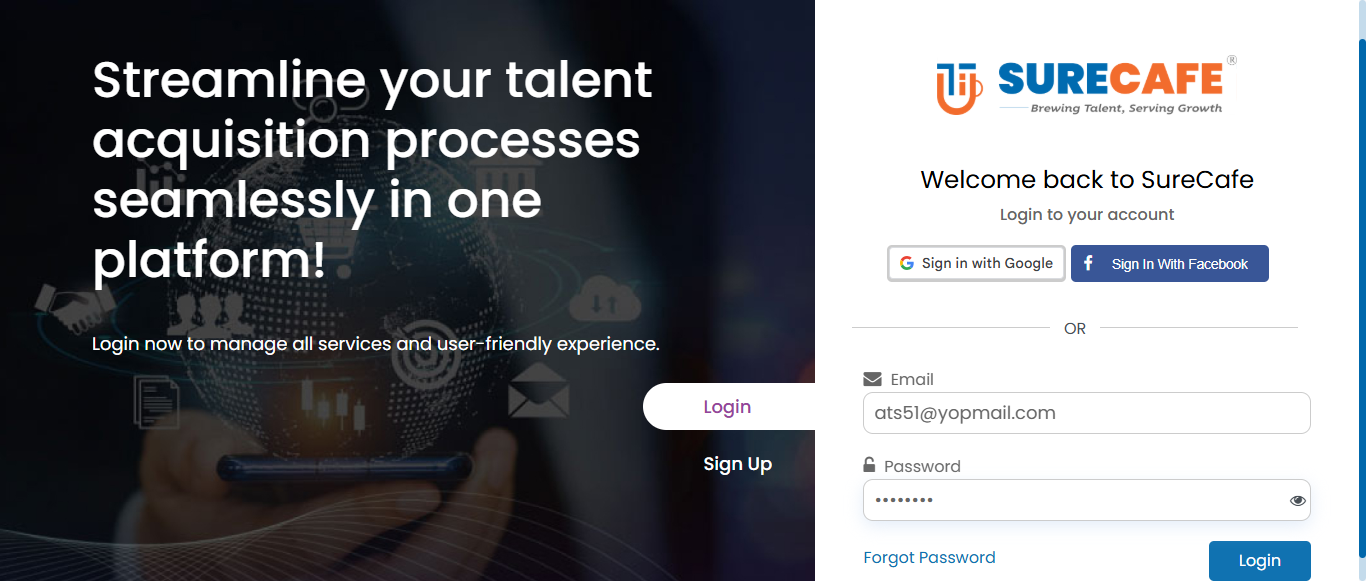 Streamline your talent
acquisition processes
seamlessly in one
platform!
Login now to manage all services and user-friendly experience.
Login
Sign Up
SURECAFE®
Brewing Talent, Serving Growth
Welcome back to SureCafe
Login to your account
Sign in with Google
Sign In With Facebook
OR
Email
ats51@yopmail.com
Password
••••••••
Forgot Password
Login